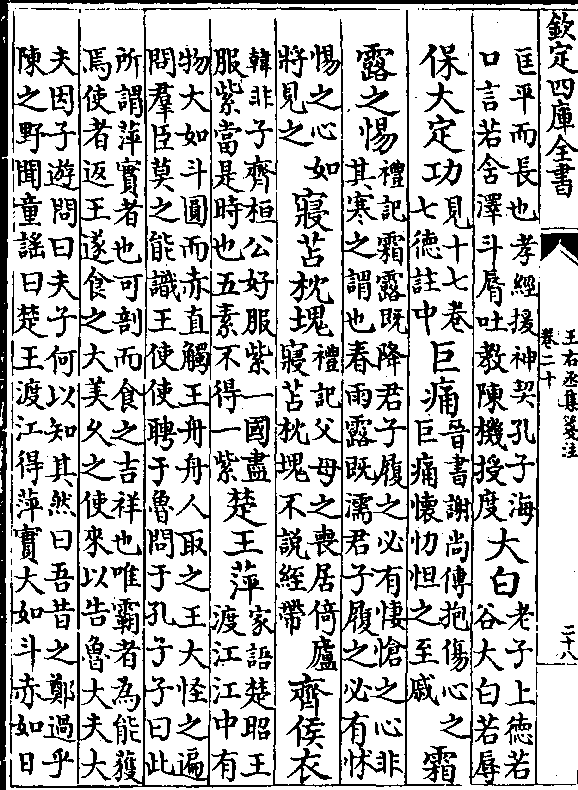 欽定四庫全書
王右丞集箋注
卷二十
二十八
匡平而長也孝經援神契孔子海
口言若舍澤斗脣吐教陳機授度
大白
老子上徳若
谷大白若辱
保大定功
見十七卷
七德註中
巨痛
晉書謝尚傳抱傷心之
巨痛懷忉怛之至戚
霜
露之惕
禮記霜露既降君子履之必有悽愴之心非
其寒之謂也春雨露既濡君子履之必有怵
惕之心如
將見之
寢苫枕塊
禮記父母之喪居倚廬
寢苫枕塊不說絰帶
齊侯衣
韓非子齊桓公好服紫一國盡
服紫當是時也五素不得一紫
楚王萍
家語楚昭王
渡江江中有
物大如斗圓而赤直觸王舟舟人取之王大怪之遍
問羣臣莫之能識王使使聘于魯問于孔子子曰此
所謂萍實者也可剖而食之吉祥也唯霸者為能獲
焉使者返王遂食之大美久之使來以告魯大夫大
夫因子遊問曰夫子何以知其然曰吾昔之鄭過乎
陳之野聞童謠曰楚王渡江得萍實大如斗赤如日